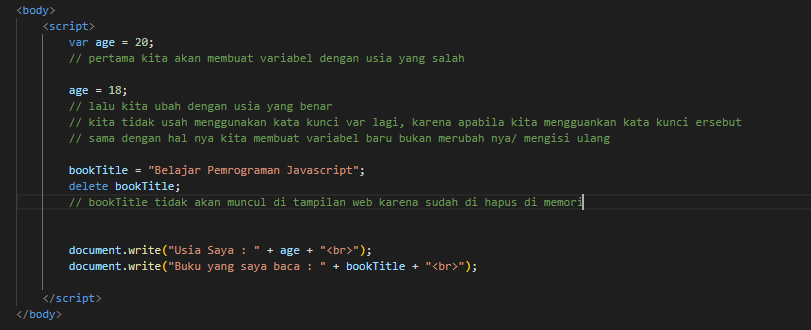 <body>
<script>
var age = 20;
// pertama kita akan membuat variabel dengan usia yang salah
age = 18;
// lalu kita ubah dengan usia yang benar
// kita tidak usah menggunakan kata kunci var lagi, karena apabila kita mengguankan kata kunci ersebut
// sama dengan hal nya kita membuat variabel baru bukan merubah nya/ mengisi ulang
bookTitle = "Belajar Pemrograman Javascript";
delete bookTitle;
// bookTitle tidak akan muncul di tampilan web karena sudah di hapus di memori
document.write("Usia Saya : " + age + "<br>");
document.write("Buku yang saya baca : " + bookTitle + "<br>");
</script>
</body>